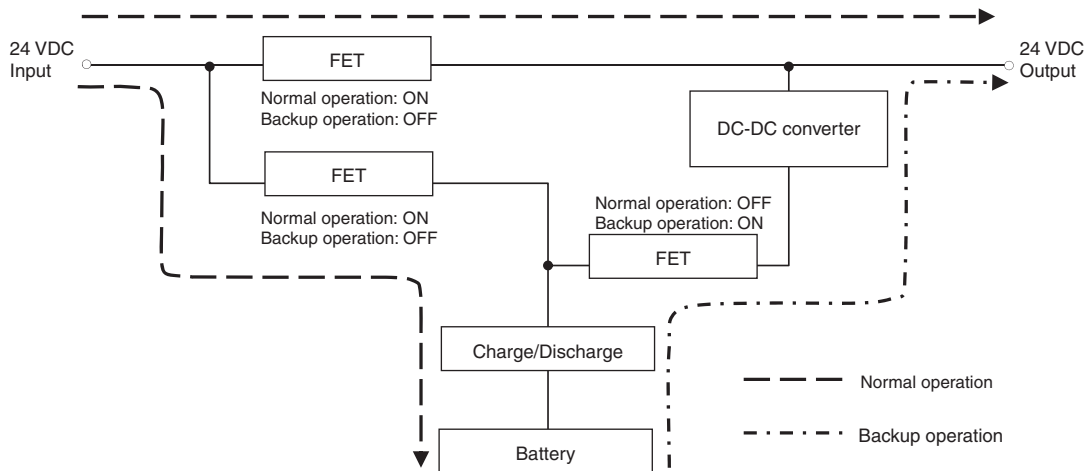 24 VDC
Input
FET
24 VDC
Output
Normal operation: ON
Backup operation: OFF
DC-DC converter
FET
Normal operation: ON
Backup operation: OFF
Normal operation: OFF
Backup operation: ON
FET
Charge/Discharge
Battery
Normal operation
Backup operation